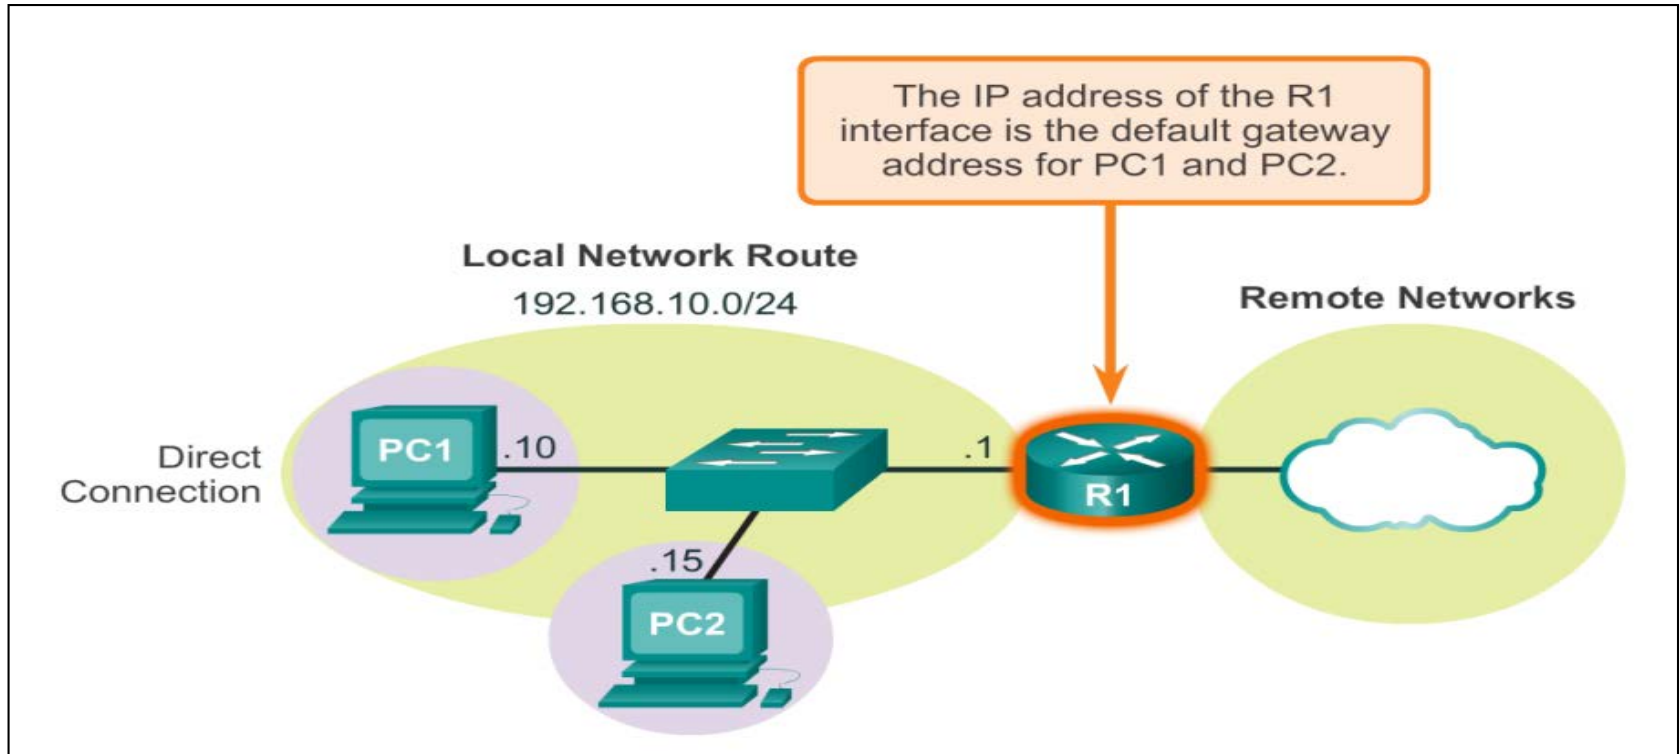 The IP address of the R1
interface is the default gateway
address for PC1 and PC2.
Local Network Route
192.168.10.0/24
Remote Networks
Direct
Connection
PC1
.10
.1
R1
.15
PC2